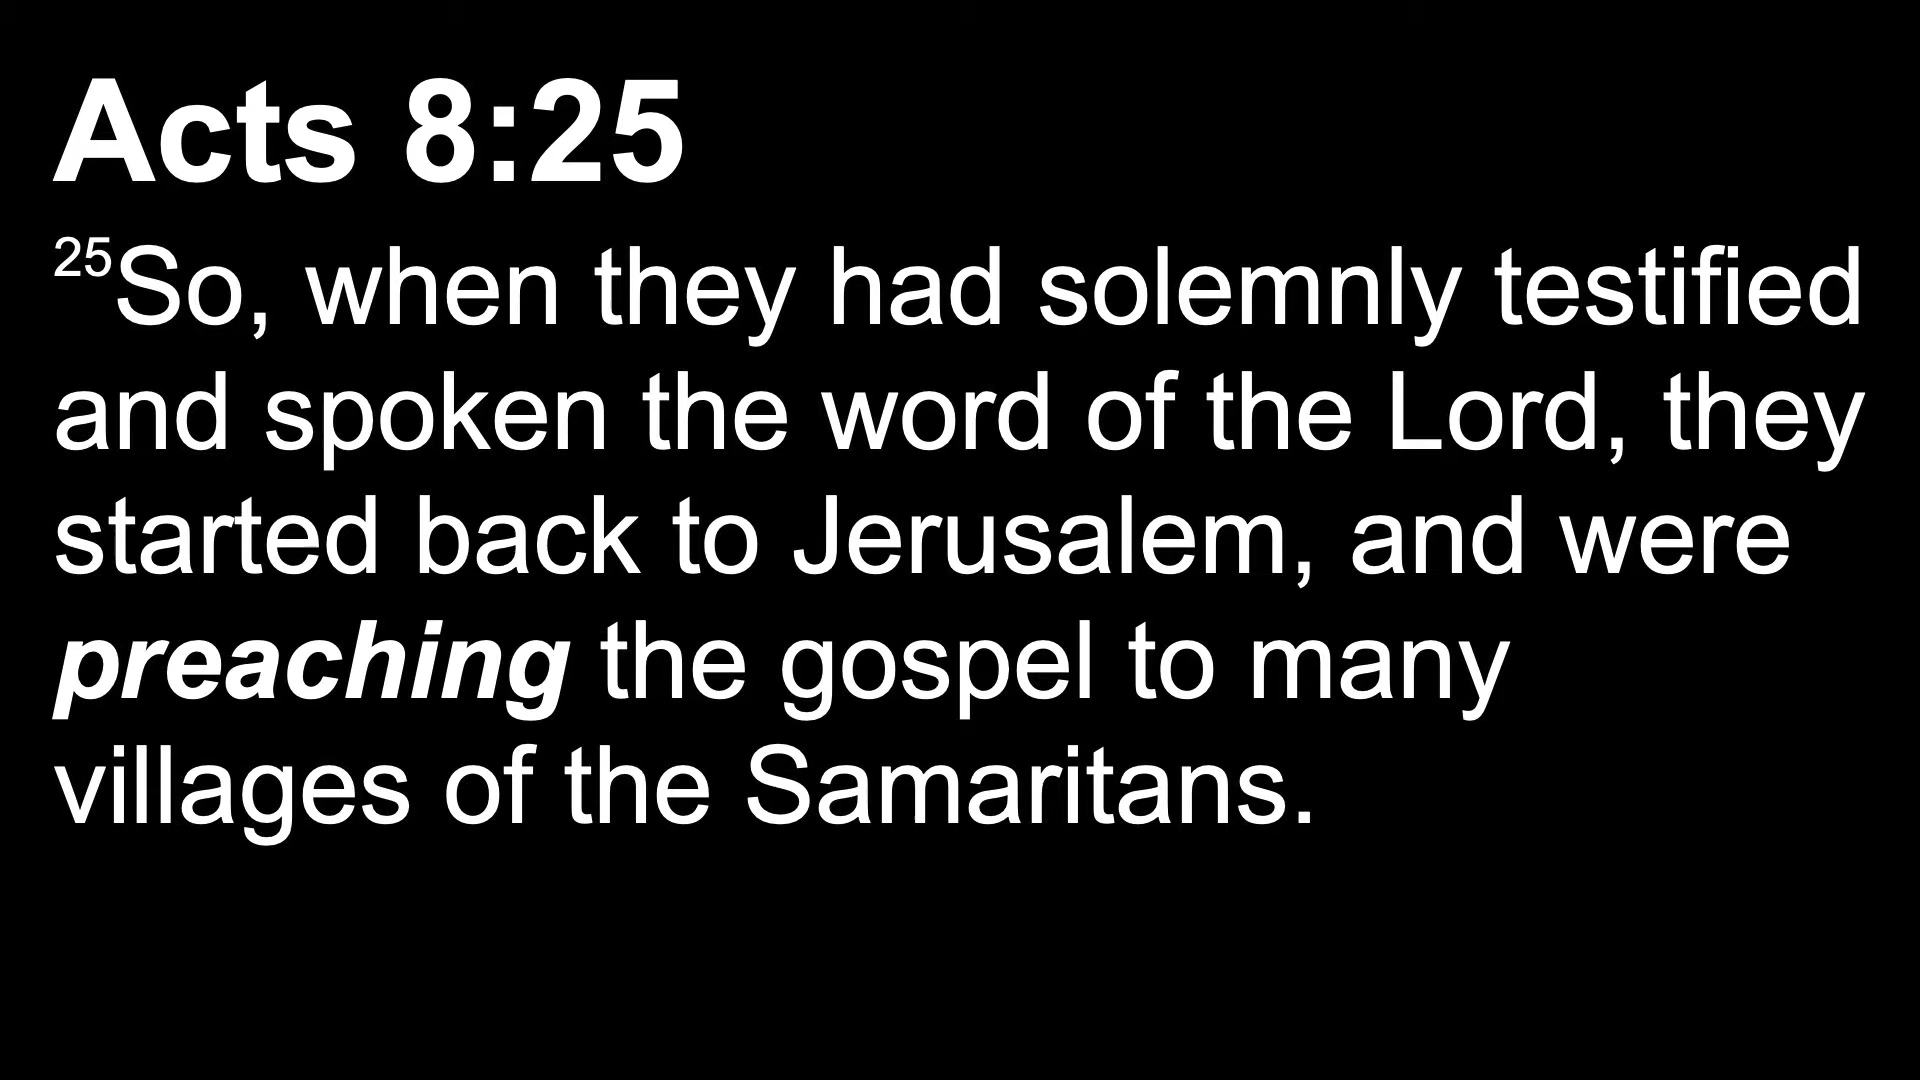 Acts 8:25
25So, when they had solemnly testified
and spoken the word of the Lord, they
started back to Jerusalem, and were
preaching the gospel to many
villages of the Samaritans.